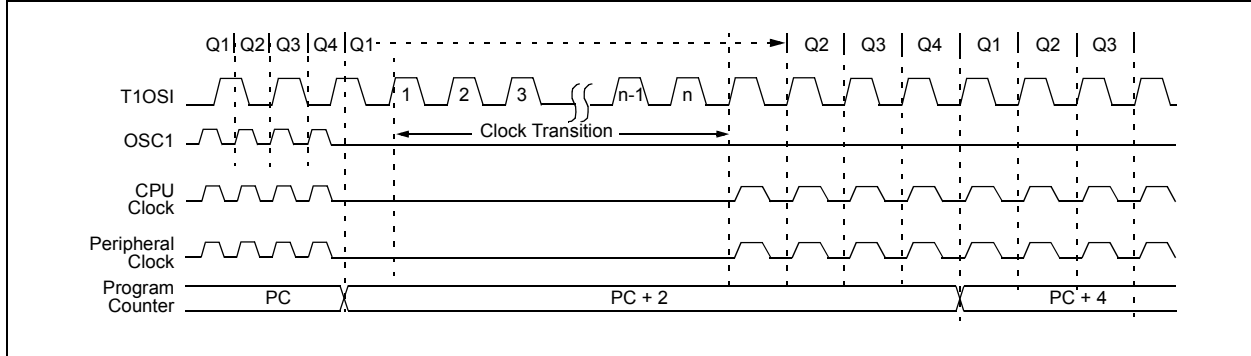 Q1 Q2 Q3 Q4 Q1 Q2 Q3 Q4 Q1 Q2 Q3
T1OSI 1 2 3 n-1 n
Clock Transition
OSC1
CPU
Clock
Peripheral
Clock
Program
Counter
PC PC + 2 PC + 4